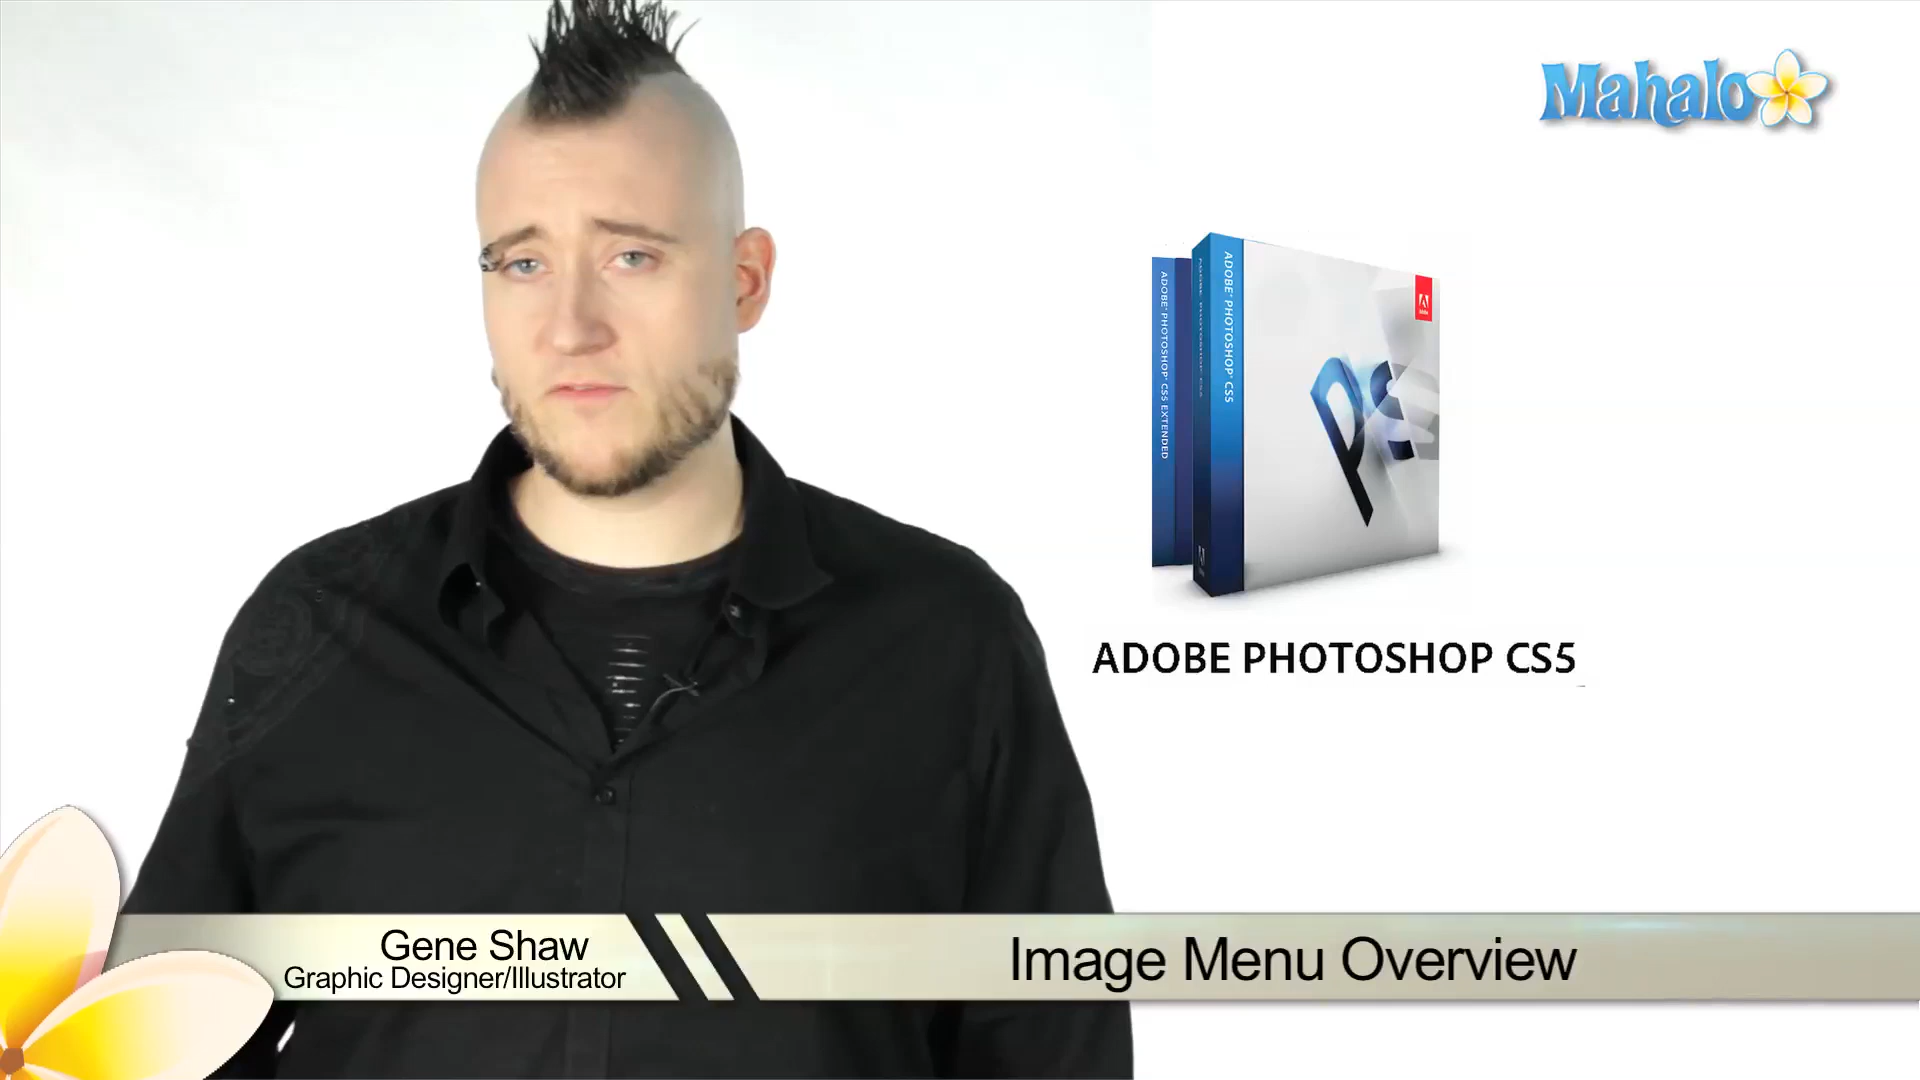 Mahalo
ADOBE PHOTOSHOP CS5 EXTENDED
ADOBE PHOTOSHOP CS5
ADOBE PHOTOSHOP CS5
Ps
ADOBE PHOTOSHOP CS5
Gene Shaw
Graphic Designer/Illustrator
Image Menu Overview